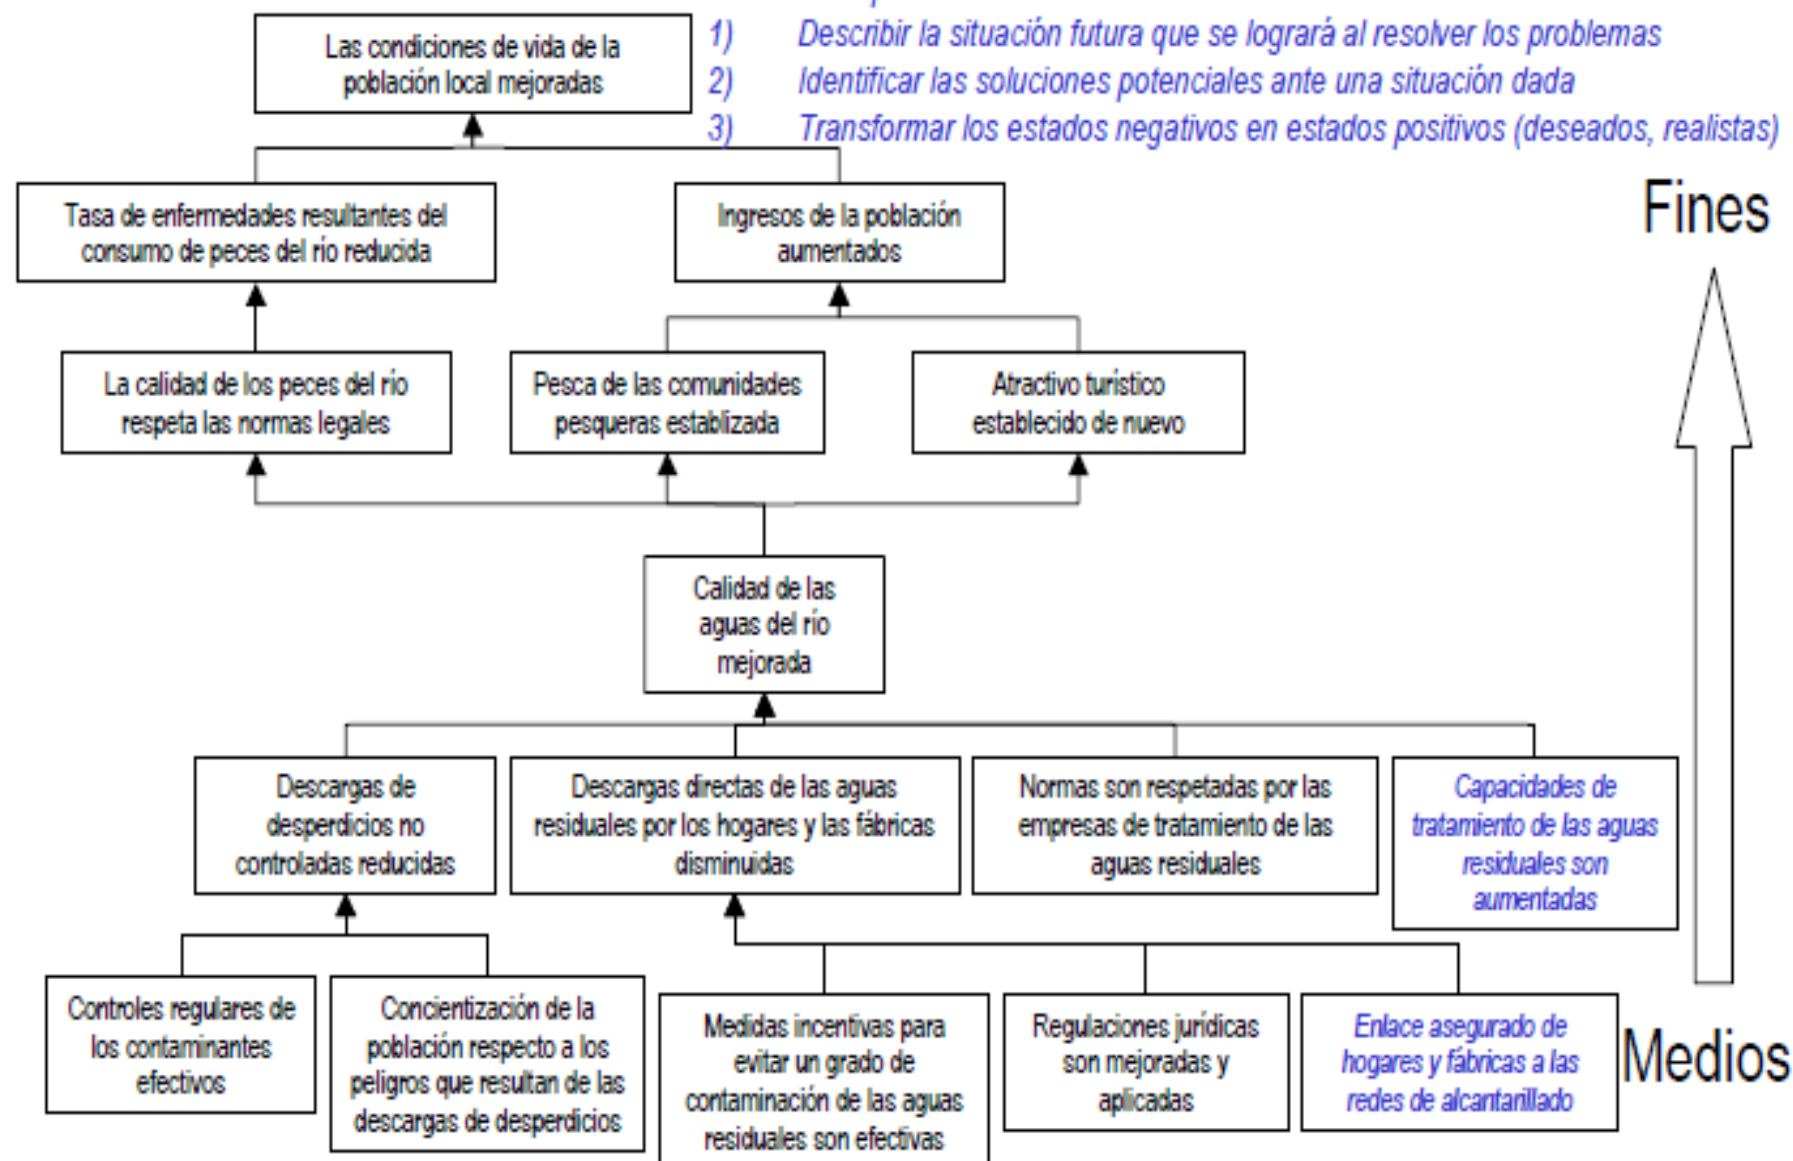 1) Describir la situación futura que se logrará al resolver los problemas
2) Identificar las soluciones potenciales ante una situación dada
3) Transformar los estados negativos en estados positivos (deseados, realistas)
Las condiciones de vida de la
población local mejoradas
Fines
Tasa de enfermedades resultantes del
consumo de peces del río reducida
Ingresos de la población
aumentados
La calidad de los peces del río
respeta las normas legales
Pesca de las comunidades
pesqueras establizada
Atractivo turístico
establecido de nuevo
Calidad de las
aguas del río
mejorada
Descargas de
desperdicios no
controladas reducidas
Descargas directas de las aguas
residuales por los hogares y las fábricas
disminuidas
Normas son respetadas por las
empresas de tratamiento de las
aguas residuales
Capacidades de
tratamiento de las aguas
residuales son
aumentadas
Controles regulares de
los contaminantes
efectivos
Concientización de la
población respecto a los
peligros que resultan de las
descargas de desperdicios
Medidas incentivas para
evitar un grado de
contaminación de las aguas
residuales son efectivas
Regulaciones jurídicas
son mejoradas y
aplicadas
Enlace asegurado de
hogares y fábricas a las
redes de alcantarillado
Medios